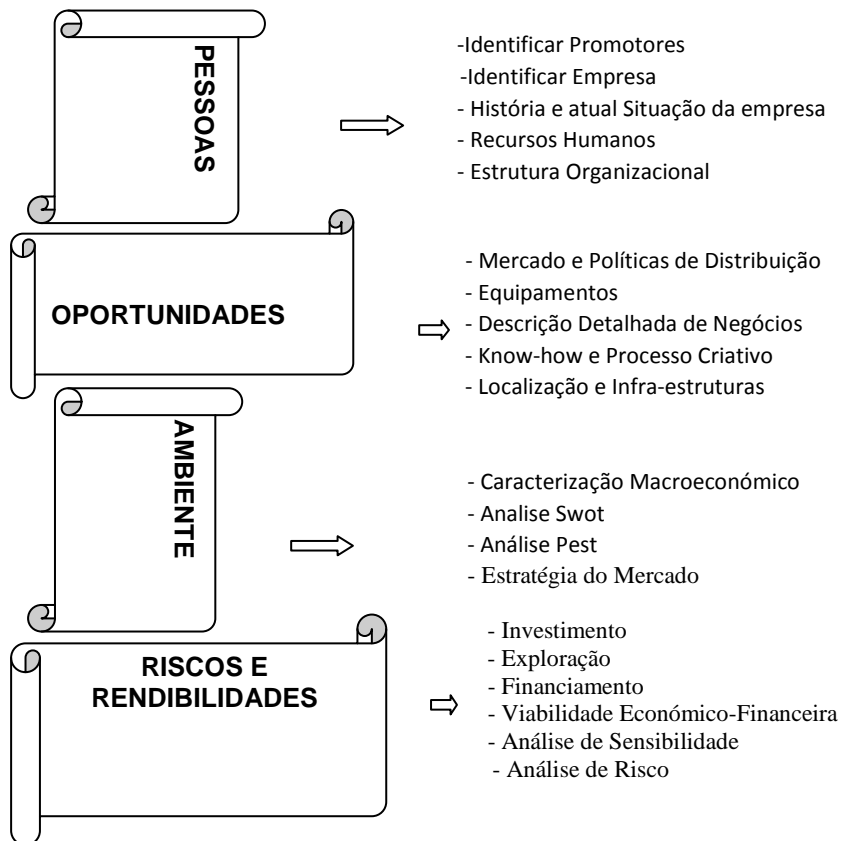 PESSOAS
-Identificar Promotores
-Identificar Empresa
- História e atual Situação da empresa
- Recursos Humanos
- Estrutura Organizacional
OPORTUNIDADES
- Mercado e Políticas de Distribuição
- Equipamentos
- Descrição Detalhada de Negócios
- Know-how e Processo Criativo
- Localização e Infra-estruturas
AMBIENTE
- Caracterização Macroeconómico
- Analise Swot
- Análise Pest
- Estratégia do Mercado
RISCOS E
RENDIBILIDADES
- Investimento
- Exploração
- Financiamento
- Viabilidade Económico-Financeira
- Análise de Sensibilidade
- Análise de Risco